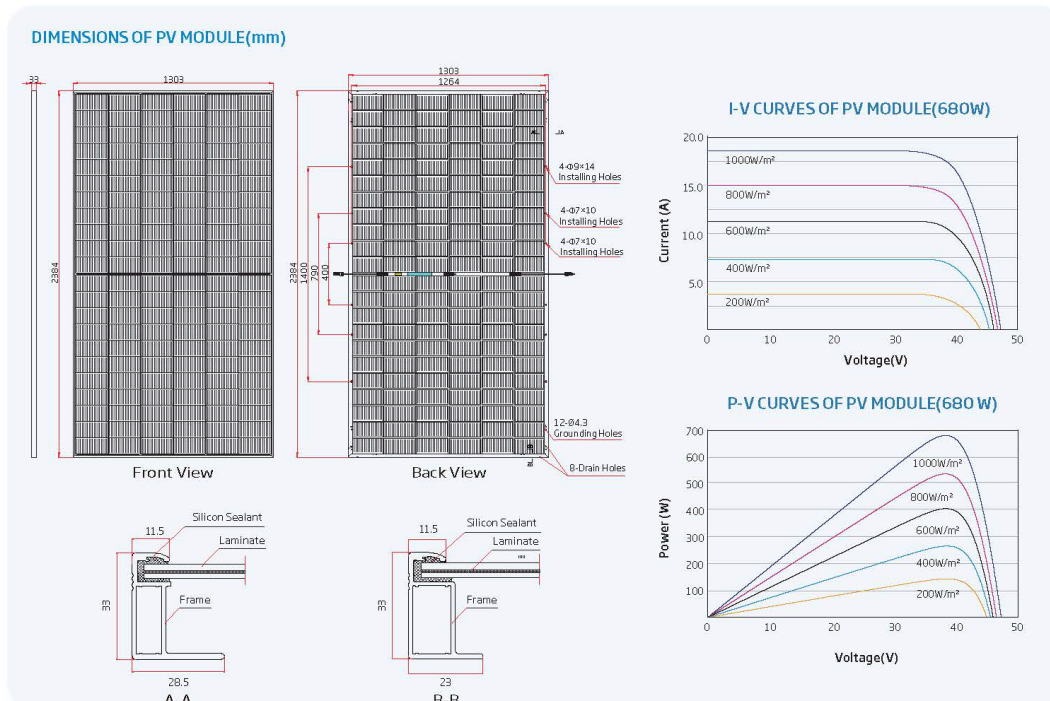 DIMENSIONS OF PV MODULE(mm)
33
1303
2384
Front View
1303
1264
2384
1400
790
400
4-Φ9×14
Installing Holes
4-Φ7×10
Installing Holes
4-Φ7×10
Installing Holes
12-Ø4.3
Grounding Holes
8-Drain Holes
Back View
11.5
Silicon Sealant
Laminate
Frame
33
28.5
A-A
11.5
Silicon Sealant
Laminate
Frame
33
23
B-B
I-V CURVES OF PV MODULE(680W)
Current (A)
20.0
15.0
10.0
5.0
1000W/m²
800W/m²
600W/m²
400W/m²
200W/m²
0 10 20 30 40 50
Voltage(V)
P-V CURVES OF PV MODULE(680 W)
Power (W)
700
600
500
400
300
200
100
1000W/m²
800W/m²
600W/m²
400W/m²
200W/m²
0 10 20 30 40 50
Voltage(V)